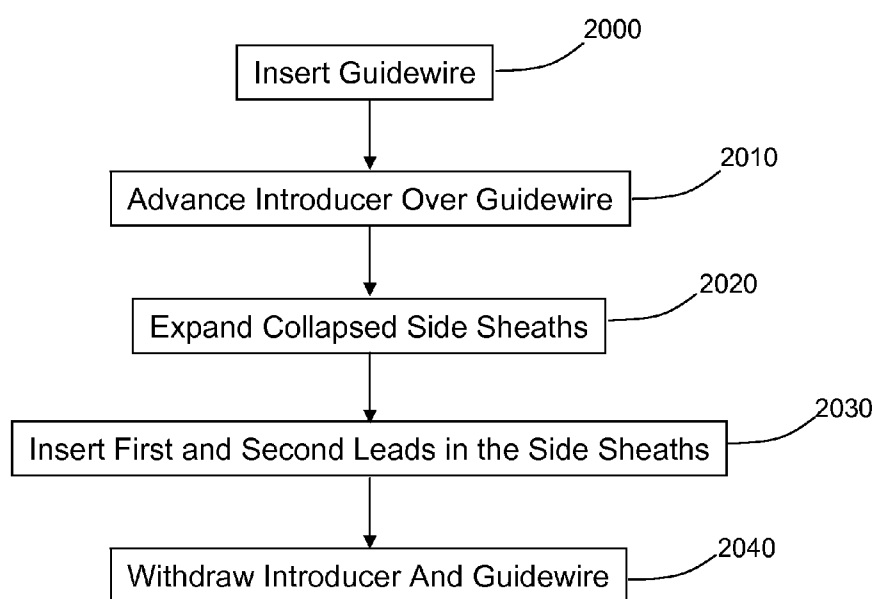 2000
Insert Guidewire
2010
Advance Introducer Over Guidewire
2020
Expand Collapsed Side Sheaths
2030
Insert First and Second Leads in the Side Sheaths
2040
Withdraw Introducer And Guidewire